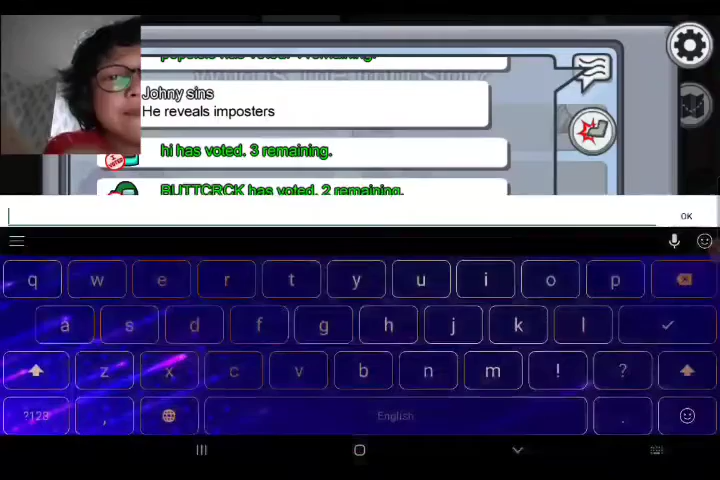 Johny sins
He reveals imposters
hi has voted. 3 remaining.
BUTTCRCK has voted. 2 remaining.
OK
q w e r t y u i o p
a s d f g h j k l
z x c v b n m ! ?
?123 , English .